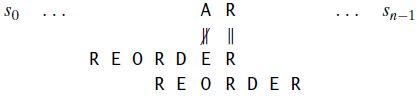 s0 ... A R ... sn−1
∦ ||
R E O R D E R
R E O R D E R